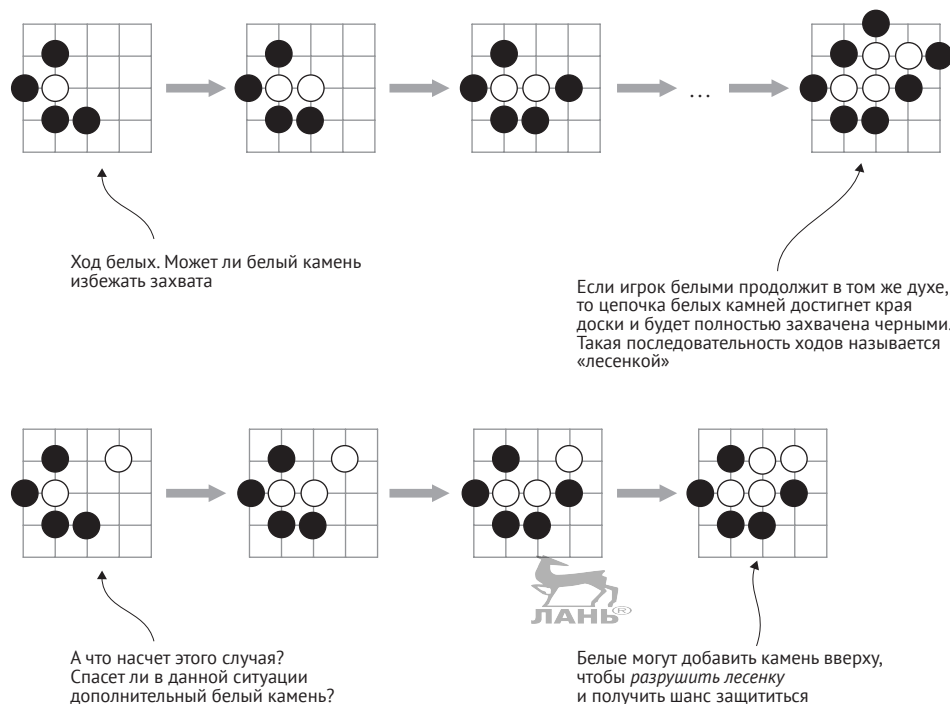 ...
Ход белых. Может ли белый камень
избежать захвата
Если игрок белыми продолжит в том же духе,
то цепочка белых камней достигнет края
доски и будет полностью захвачена черными.
Такая последовательность ходов называется
«лесенкой»
ЛАНЬ®
А что насчет этого случая?
Спасет ли в данной ситуации
дополнительный белый камень?
Белые могут добавить камень вверху,
чтобы разрушить лесенку
и получить шанс защититься